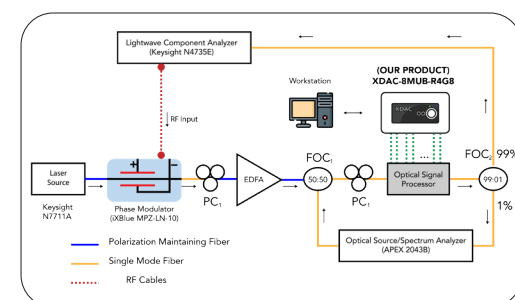 Lightwave Component Analyzer
(Keysight N4735E)
(OUR PRODUCT)
XDAC-8MUB-R4G8
Workstation
XDAC
RF Input
FOC₁
FOC₂ 99%
Laser
Source
+
–
EDFA
50:50
...
Optical Signal
Processor
99:01
Keysight
N7711A
Phase Modulator
(iXBlue MPZ-LN-10)
PC₁
PC₁
1%
Polarization Maintaining Fiber
Single Mode Fiber
RF Cables
Optical Source/Spectrum Analyzer
(APEX 2043B)